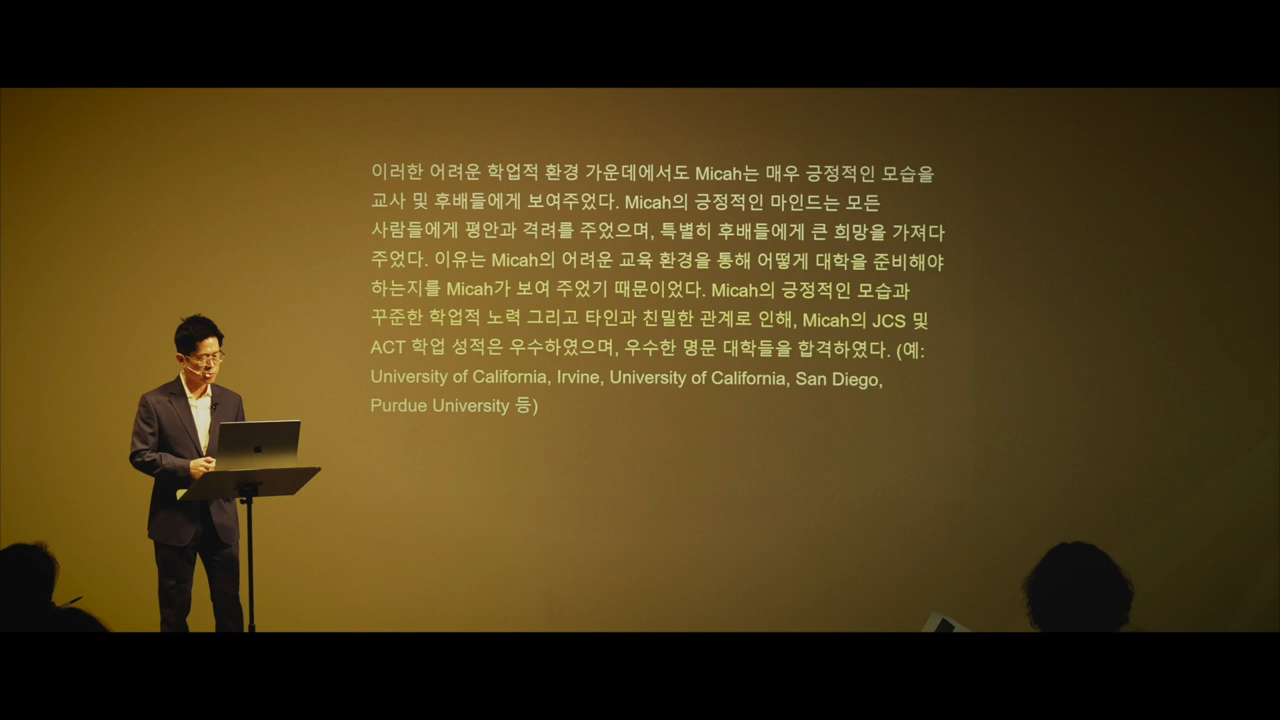 이러한 어려운 학업적 환경 가운데에서도 Micah는 매우 긍정적인 모습을
교사 및 후배들에게 보여주었다. Micah의 긍정적인 마인드는 모든
사람들에게 평안과 격려를 주었으며, 특별히 후배들에게 큰 희망을 가져다
주었다. 이유는 Micah의 어려운 교육 환경을 통해 어떻게 대학을 준비해야
하는지를 Micah가 보여 주었기 때문이었다. Micah의 긍정적인 모습과
꾸준한 학업적 노력 그리고 타인과 친밀한 관계로 인해, Micah의 JCS 및
ACT 학업 성적은 우수하였으며, 우수한 명문 대학들을 합격하였다. (예:
University of California, Irvine, University of California, San Diego,
Purdue University 등)